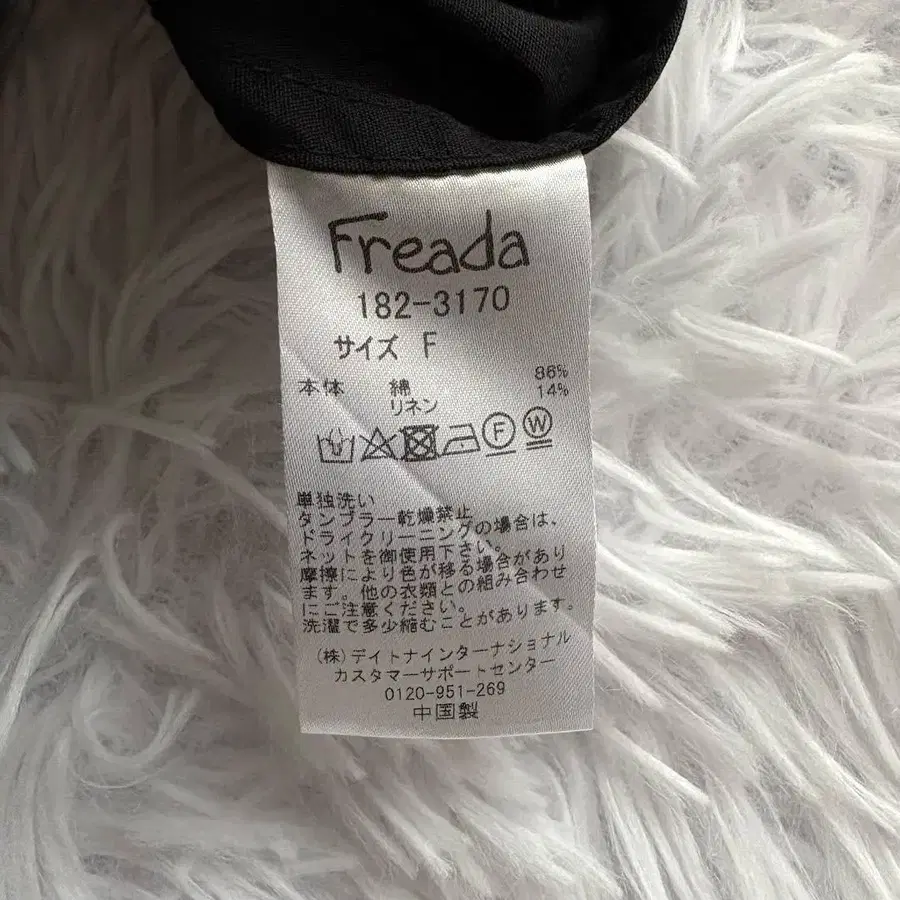 Freada
182-3170
サイズ F
本体 綿 86%
リネン 14%
F W
単独洗い
タンブラー乾燥禁止
ドライクリーニングの場合は、
ネットを御使用下さい。
摩擦により色が移る場合があり
ます。他の衣類との組み合わせ
にご注意ください。
洗濯で多少縮むことがあります。
(株)デイトナインターナショナル
カスタマーサポートセンター
0120-951-269
中国製